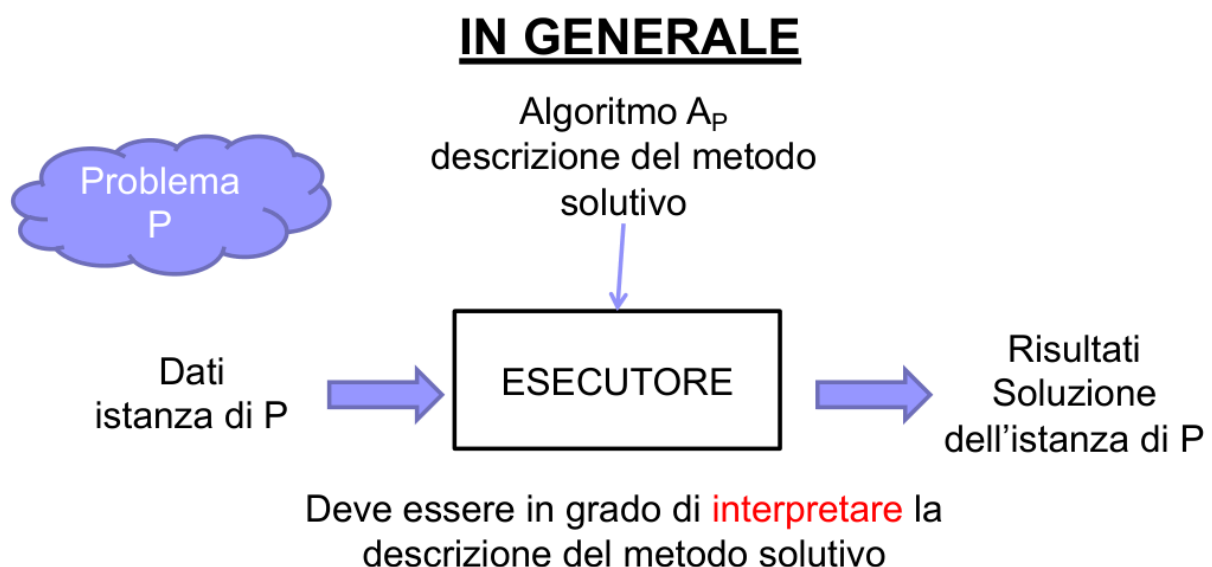 IN GENERALE
Algoritmo AP
descrizione del metodo
solutivo
Problema
P
Dati
istanza di P
ESECUTORE
Risultati
Soluzione
dell'istanza di P
Deve essere in grado di interpretare la
descrizione del metodo solutivo